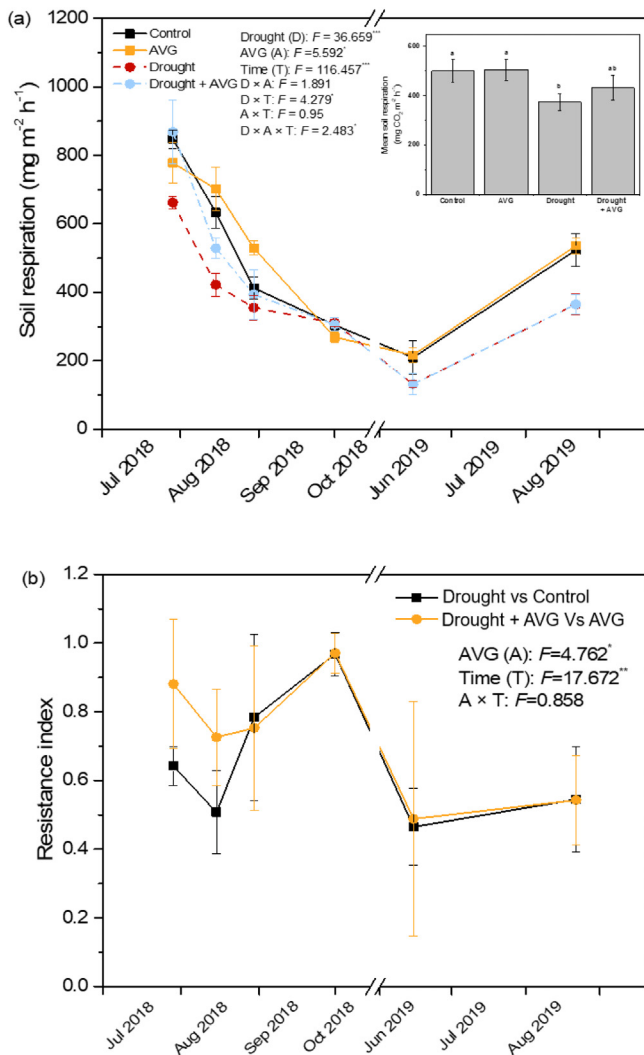 (a)
Control
AVG
Drought
Drought + AVG
Drought (D): F = 36.659***
AVG (A): F = 5.592*
Time (T): F = 116.457***
D × A: F = 1.891
D × T: F = 4.279*
A × T: F = 0.95
D × A × T: F = 2.483*
Mean soil respiration
(mg CO₂ m⁻² h⁻¹)
600
400
200
0
a
a
b
ab
Control
AVG
Drought
Drought
+ AVG
Soil respiration (mg m⁻² h⁻¹)
1200
1000
800
600
400
200
0
Jul 2018
Aug 2018
Sep 2018
Oct 2018
Jun 2019
Jul 2019
Aug 2019
(b)
Drought vs Control
Drought + AVG Vs AVG
AVG (A): F=4.762*
Time (T): F=17.672**
A × T: F=0.858
Resistance index
1.2
1.0
0.8
0.6
0.4
0.2
0.0
Jul 2018
Aug 2018
Sep 2018
Oct 2018
Jun 2019
Jul 2019
Aug 2019